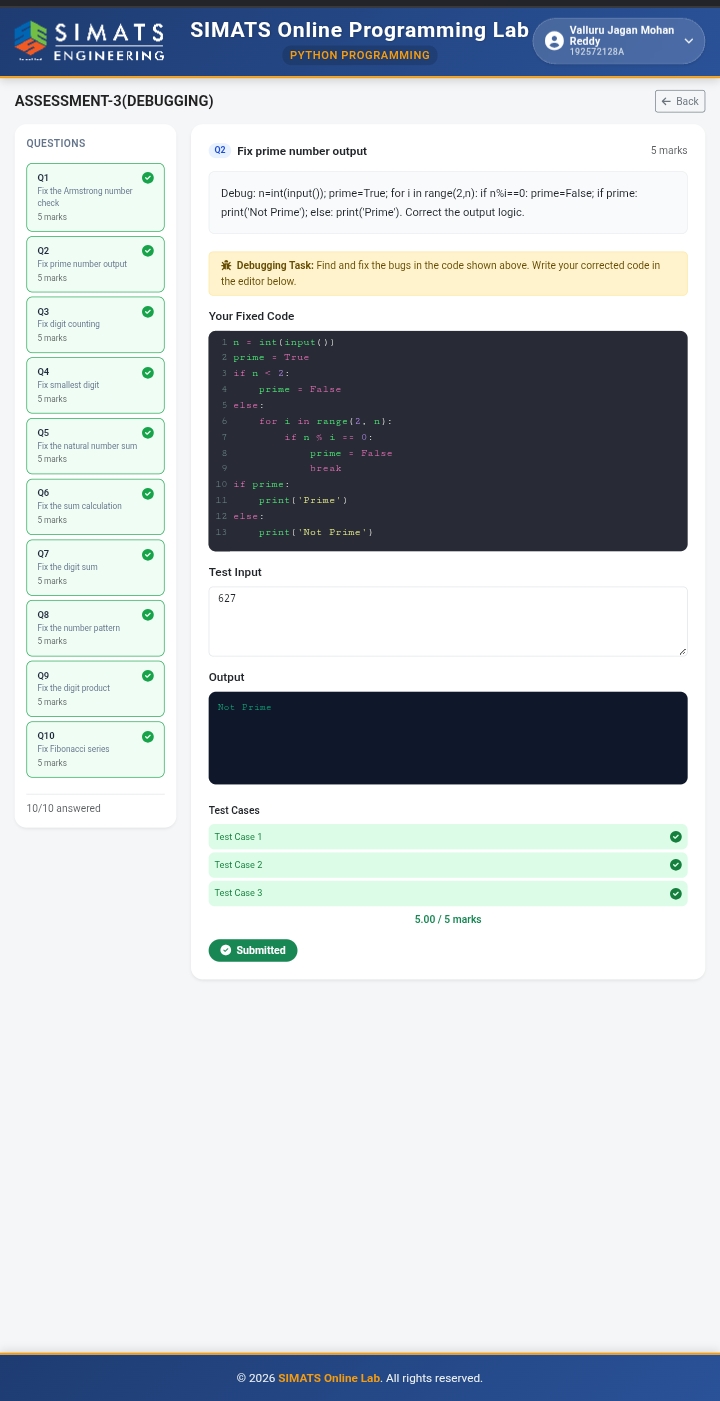 SIMATS
ENGINEERING
SIMATS Online Programming Lab
PYTHON PROGRAMMING
Valluru Jagan Mohan
Reddy
192572128A
ASSESSMENT-3(DEBUGGING)
Back
QUESTIONS
Q1
Fix the Armstrong number
check
5 marks
Q2
Fix prime number output
5 marks
Q3
Fix digit counting
5 marks
Q4
Fix smallest digit
5 marks
Q5
Fix the natural number sum
5 marks
Q6
Fix the sum calculation
5 marks
Q7
Fix the digit sum
5 marks
Q8
Fix the number pattern
5 marks
Q9
Fix the digit product
5 marks
Q10
Fix Fibonacci series
5 marks
10/10 answered
Q2 Fix prime number output 5 marks
Debug: n=int(input()); prime=True; for i in range(2,n): if n%i==0: prime=False; if prime:
print('Not Prime'); else: print('Prime'). Correct the output logic.
Debugging Task: Find and fix the bugs in the code shown above. Write your corrected code in
the editor below.
Your Fixed Code
1 n = int(input())
2 prime = True
3 if n < 2:
4     prime = False
5 else:
6     for i in range(2, n):
7         if n % i == 0:
8             prime = False
9             break
10 if prime:
11     print('Prime')
12 else:
13     print('Not Prime')
Test Input
627
Output
Not Prime
Test Cases
Test Case 1
Test Case 2
Test Case 3
5.00 / 5 marks
Submitted
© 2026 SIMATS Online Lab. All rights reserved.